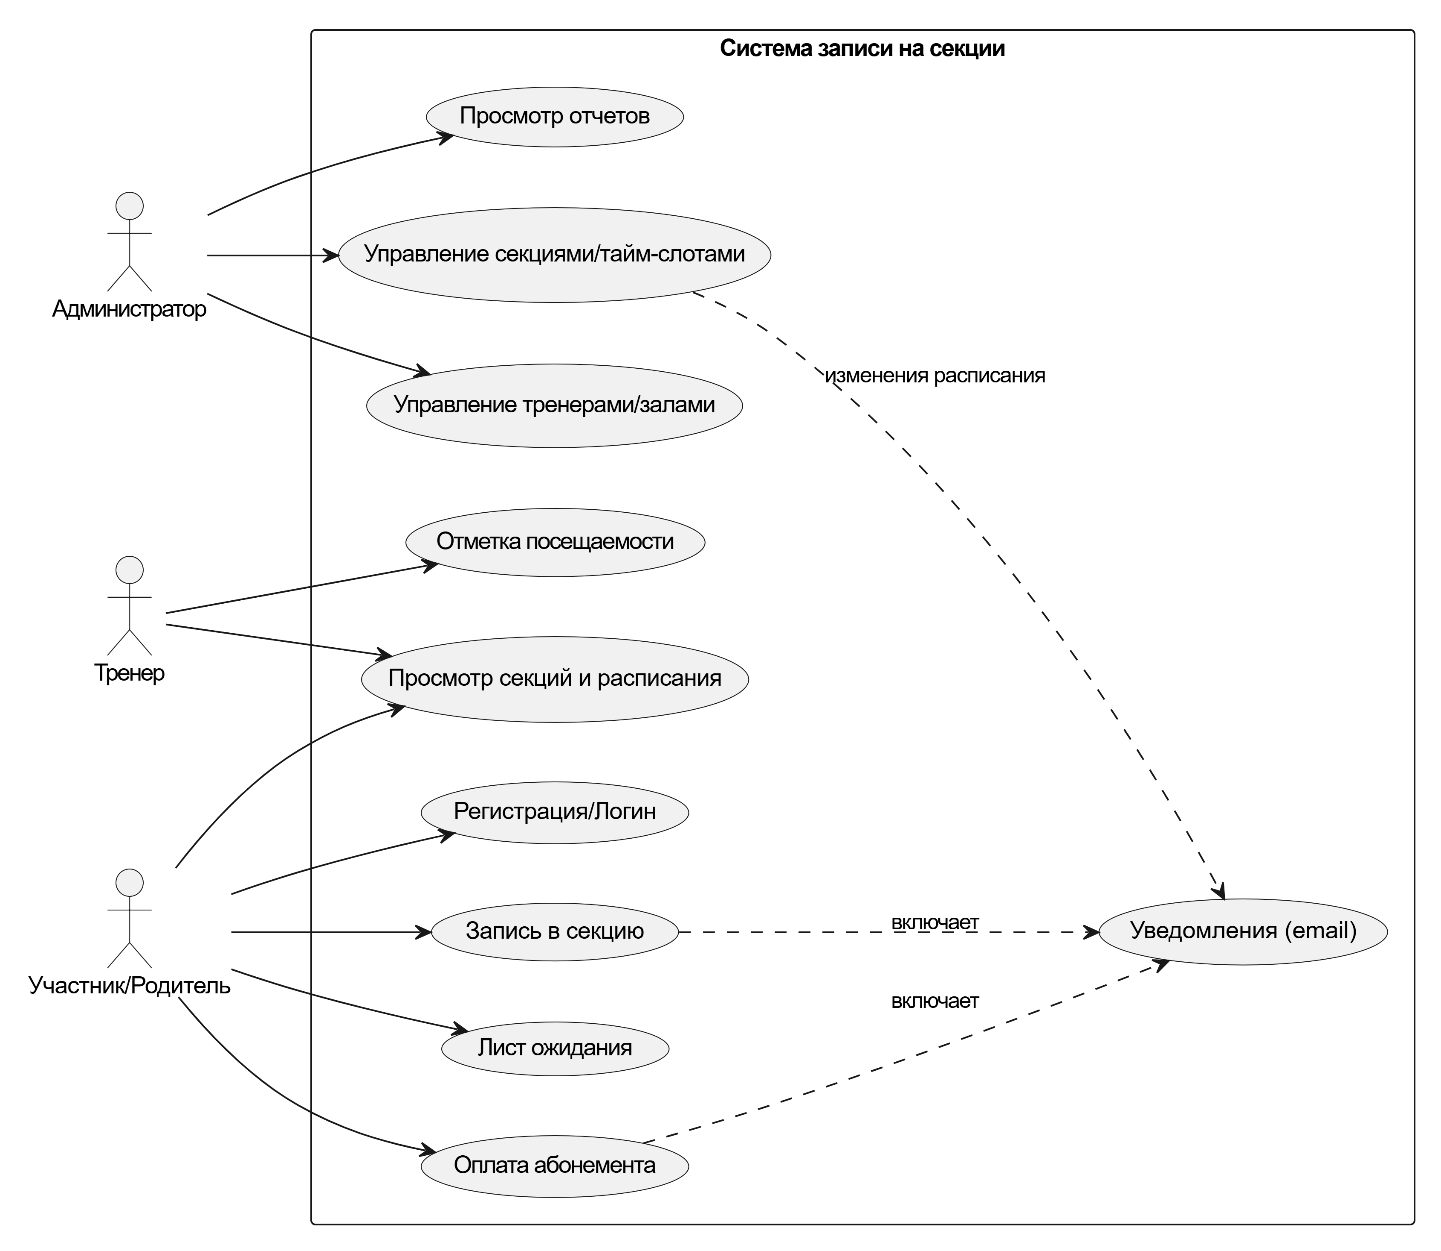 Система записи на секции
Просмотр отчетов
Управление секциями/тайм-слотами
Администратор
изменения расписания
Управление тренерами/залами
Отметка посещаемости
Тренер
Просмотр секций и расписания
Регистрация/Логин
включает
Запись в секцию
Уведомления (email)
Участник/Родитель
включает
Лист ожидания
Оплата абонемента